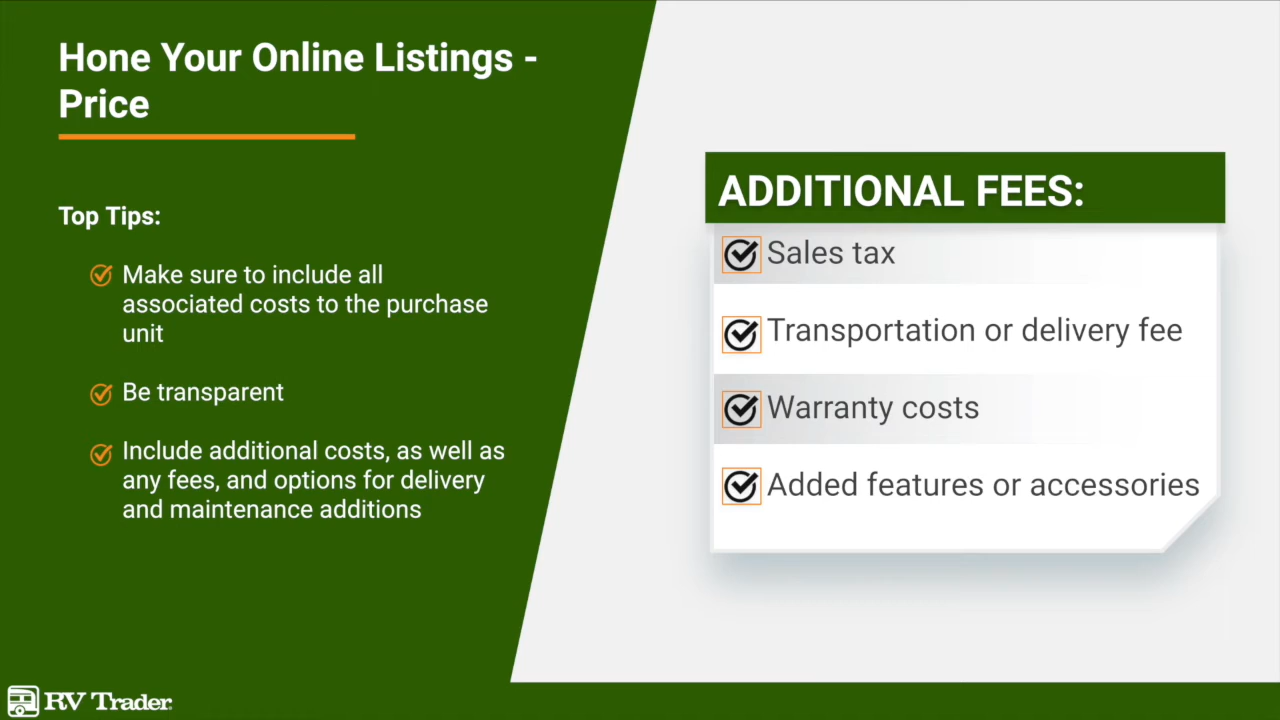 Hone Your Online Listings -
Price
Top Tips:
Make sure to include all
associated costs to the purchase
unit
Be transparent
Include additional costs, as well as
any fees, and options for delivery
and maintenance additions
ADDITIONAL FEES:
Sales tax
Transportation or delivery fee
Warranty costs
Added features or accessories
RV Trader